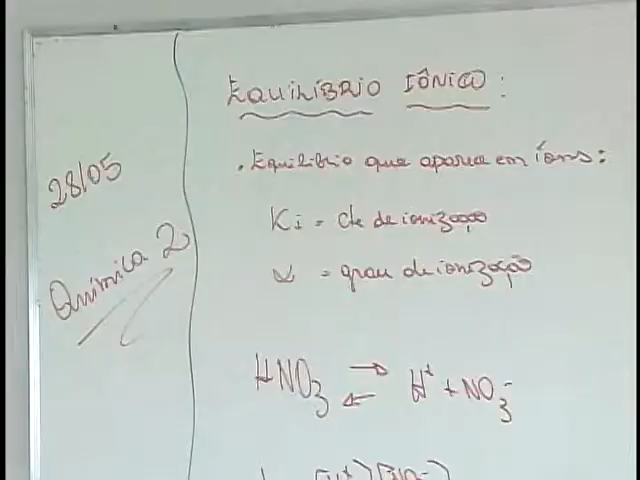 28/05
Química 2
EQUILÍBRIO IÔNICO:
. Equilíbrio que aparece em íons:
Ki = cte de ionização
α = grau de ionização
HNO₃ ⇄ H⁺ + NO₃⁻